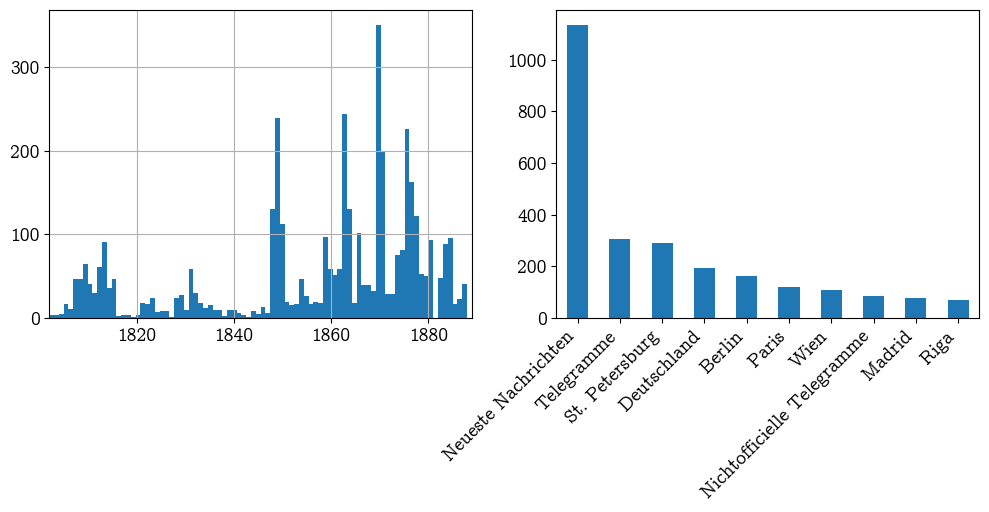 300
200
100
0
1820
1840
1860
1880
1000
800
600
400
200
0
Neueste Nachrichten
Telegramme
St. Petersburg
Deutschland
Berlin
Paris
Wien
Nichtofficielle Telegramme
Madrid
Riga